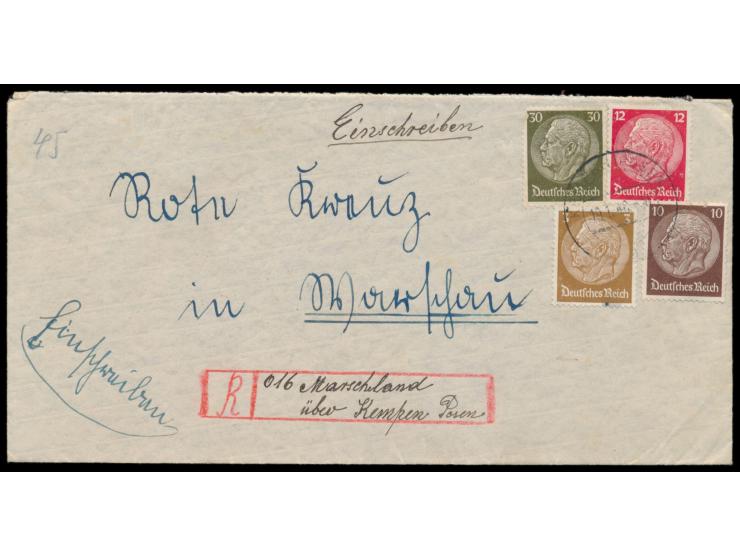 45
Einschreiben
30 30
Deutsches Reich
12 12
Deutsches Reich
3
Deutsches Reich
10 10
Deutsches Reich
Rote Kreuz
in Warschau
Einschreiben
R 016 Marschland
über Kempen Posen